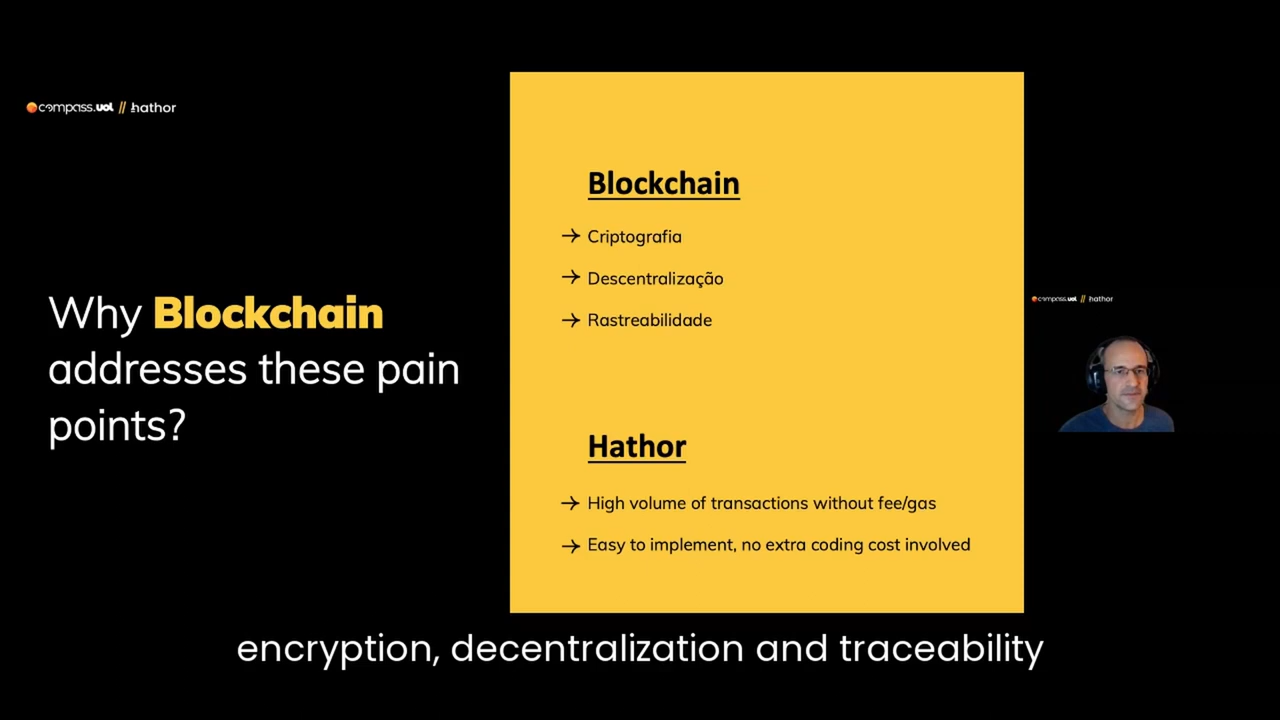 compass.uol // hathor
Why Blockchain
addresses these pain
points?
Blockchain
→ Criptografia
→ Descentralização
→ Rastreabilidade
Hathor
→ High volume of transactions without fee/gas
→ Easy to implement, no extra coding cost involved
compass.uol // hathor
encryption, decentralization and traceability